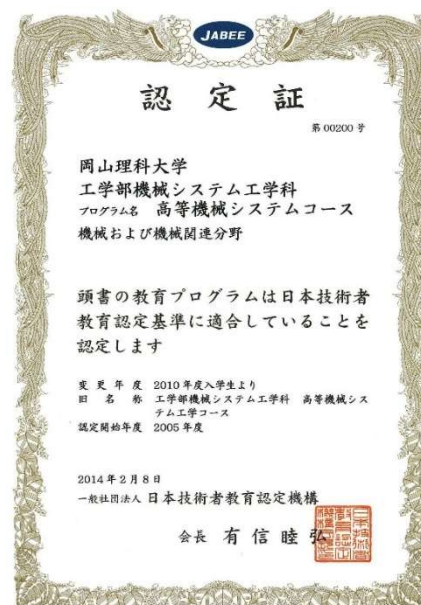 JABEE
認定証
第 00200 号
岡山理科大学
工学部機械システム工学科
プログラム名 高等機械システムコース
機械および機械関連分野
頭書の教育プログラムは日本技術者
教育認定基準に適合していることを
認定します
変更年度 2010年度入学生より
旧名称 工学部機械システム工学科 高等機械シス
テム工学コース
認定開始年度 2005年度
2014年2月8日
一般社団法人 日本技術者教育認定機構
会長 有信睦弘